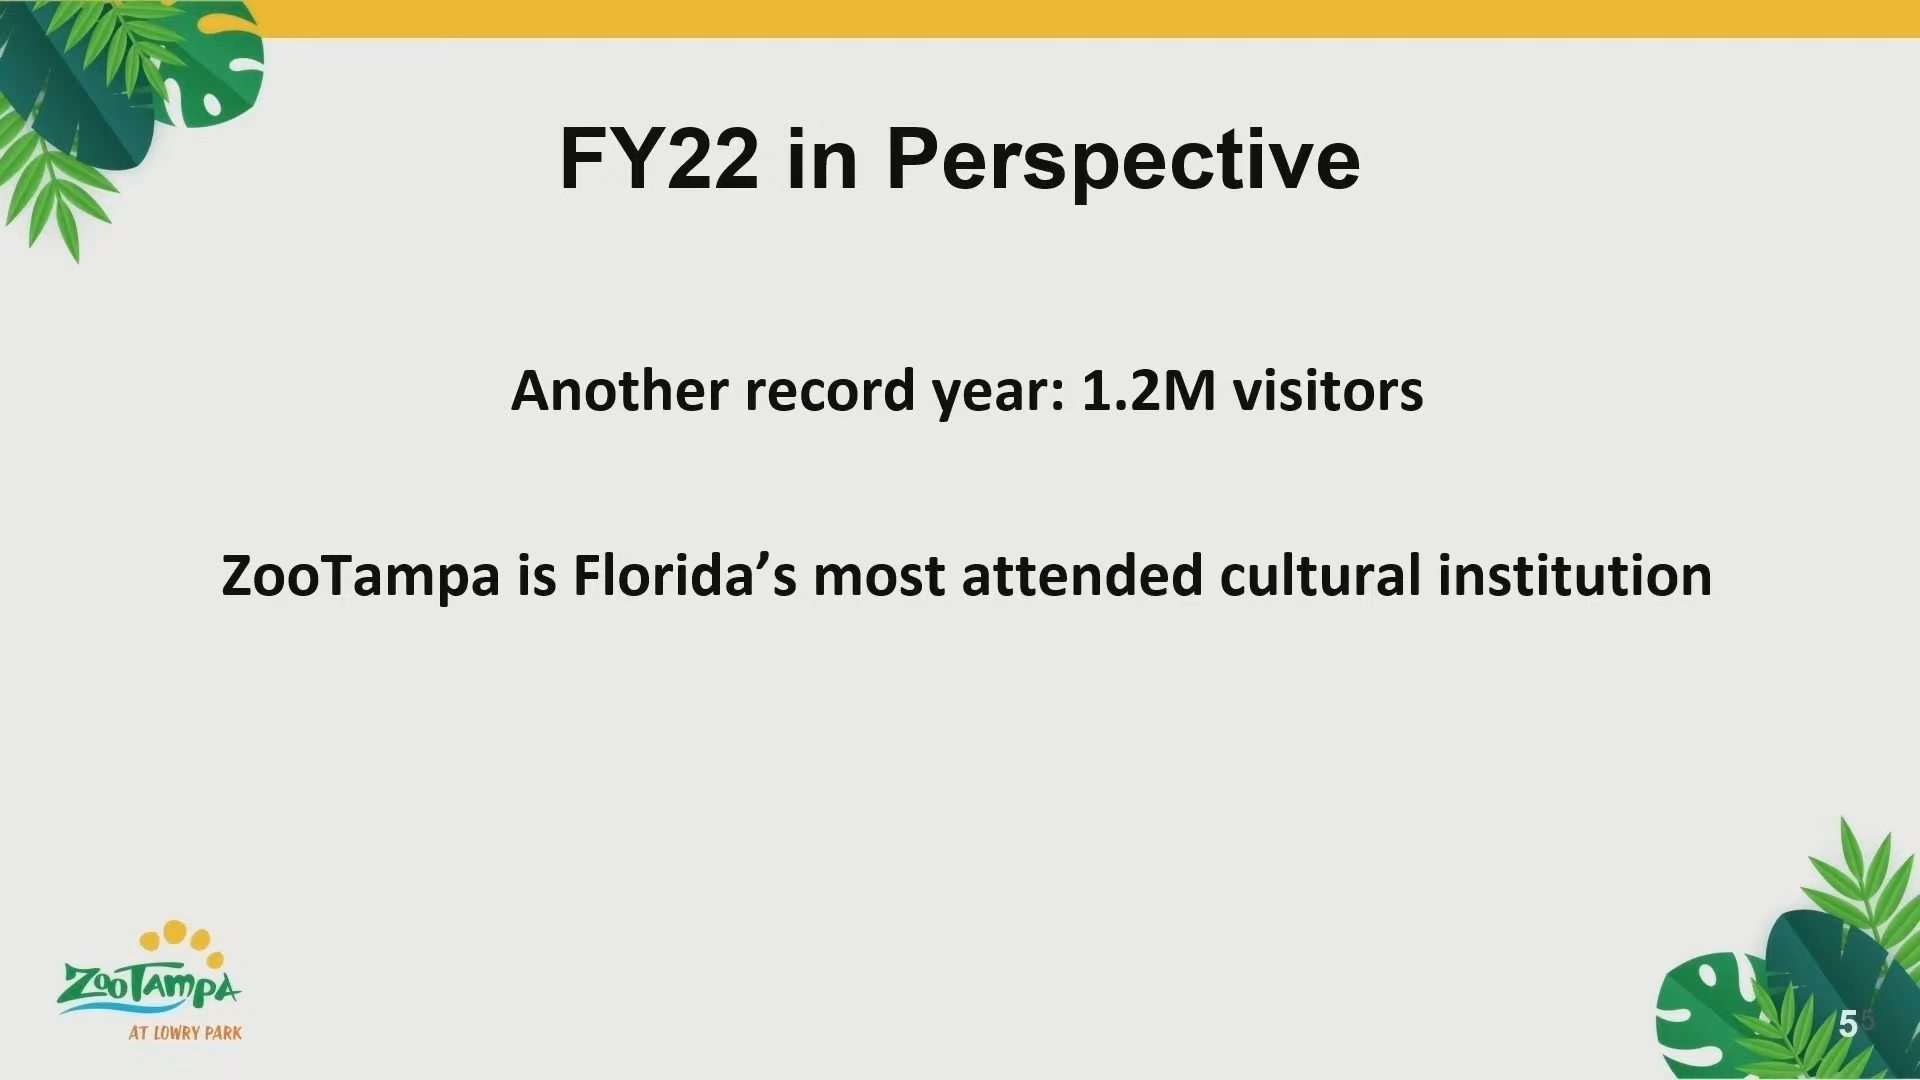 FY22 in Perspective
Another record year: 1.2M visitors
ZooTampa is Florida’s most attended cultural institution
ZooTampa
AT LOWRY PARK
5
5